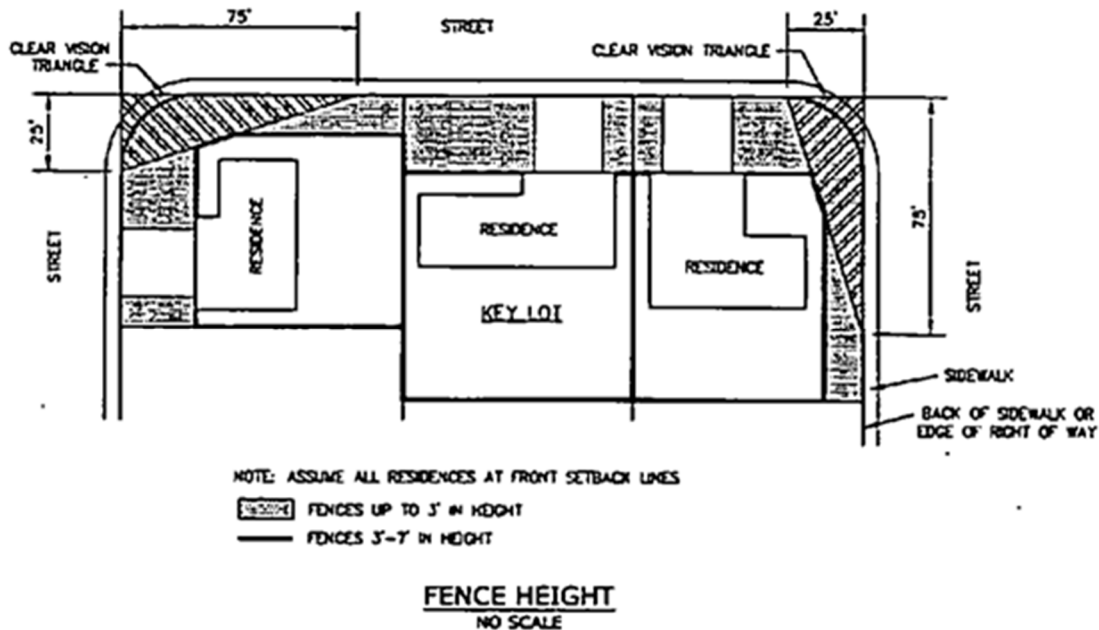 75'
STREET
25'
CLEAR VISION
TRIANGLE
CLEAR VISION TRIANGLE
25'
75'
STREET
RESIDENCE
RESIDENCE
RESIDENCE
STREET
KEY LOT
SIDEWALK
BACK OF SIDEWALK OR
EDGE OF RIGHT OF WAY
NOTE: ASSUME ALL RESIDENCES AT FRONT SETBACK LINES
FENCES UP TO 3' IN HEIGHT
FENCES 3'-7' IN HEIGHT
FENCE HEIGHT
NO SCALE